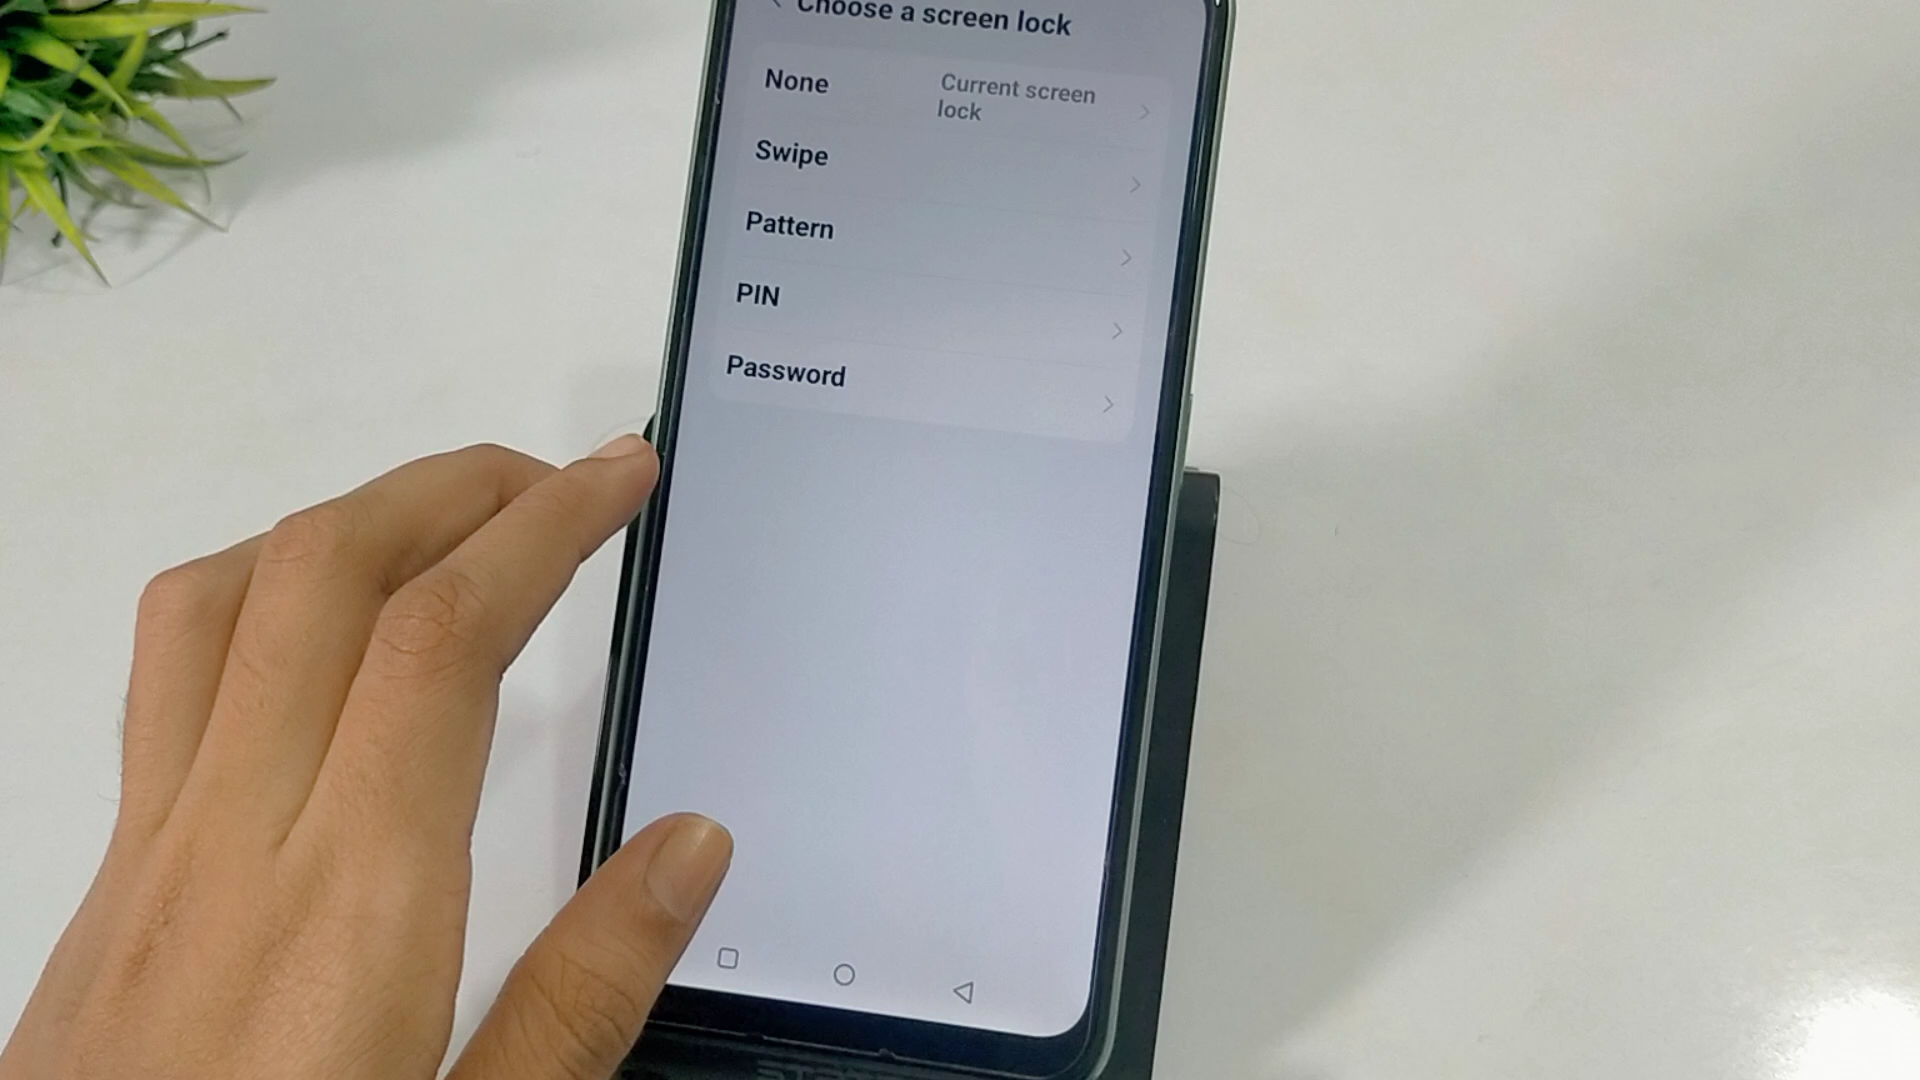 Choose a screen lock
None
Current screen
lock
Swipe
Pattern
PIN
Password